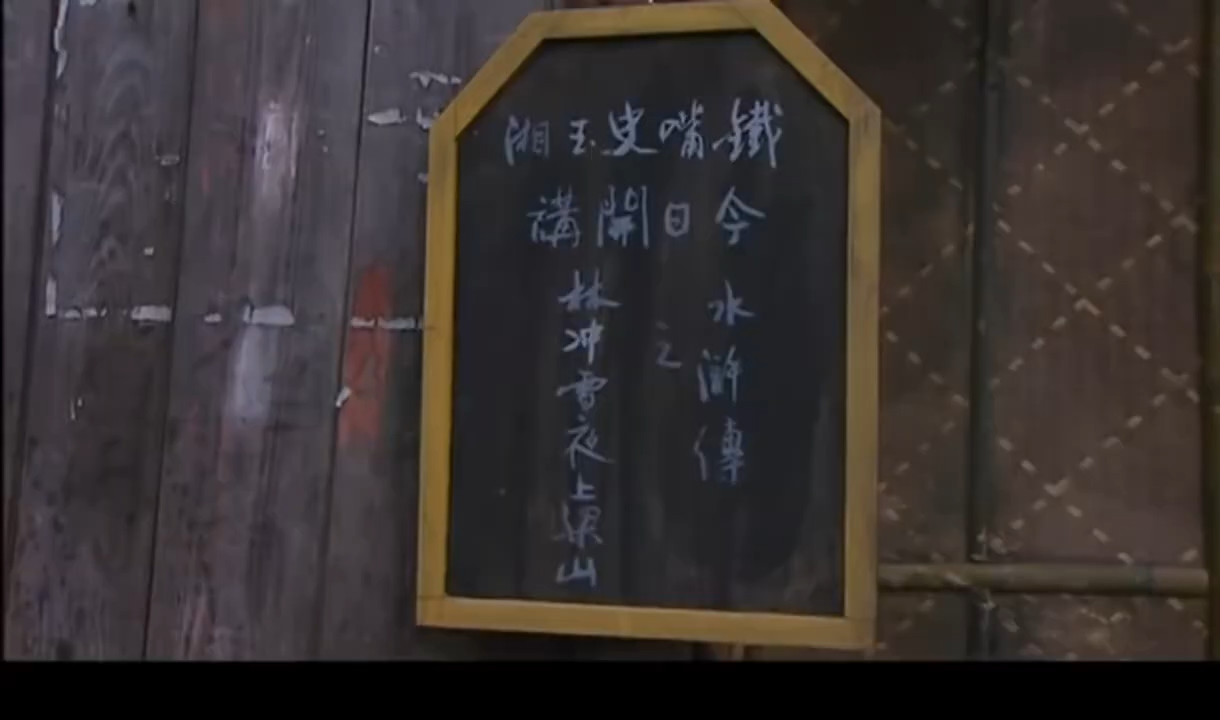 鐵嘴史玉湘
今日開講
水滸傳
之
林冲雪夜上梁山